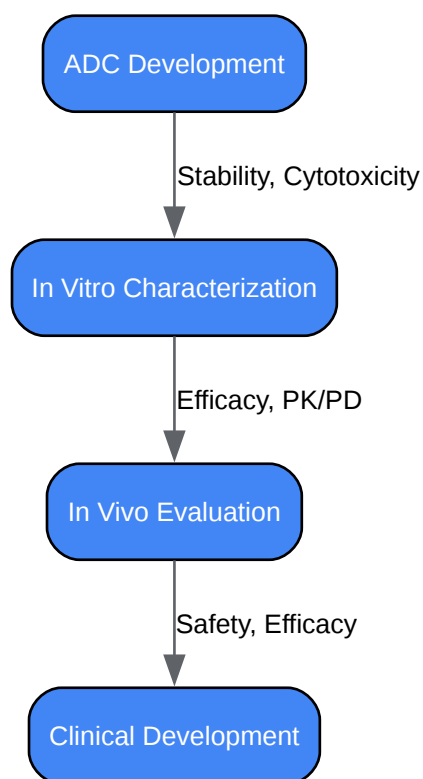 ADC Development
Stability, Cytotoxicity
In Vitro Characterization
Efficacy, PK/PD
In Vivo Evaluation
Safety, Efficacy
Clinical Development